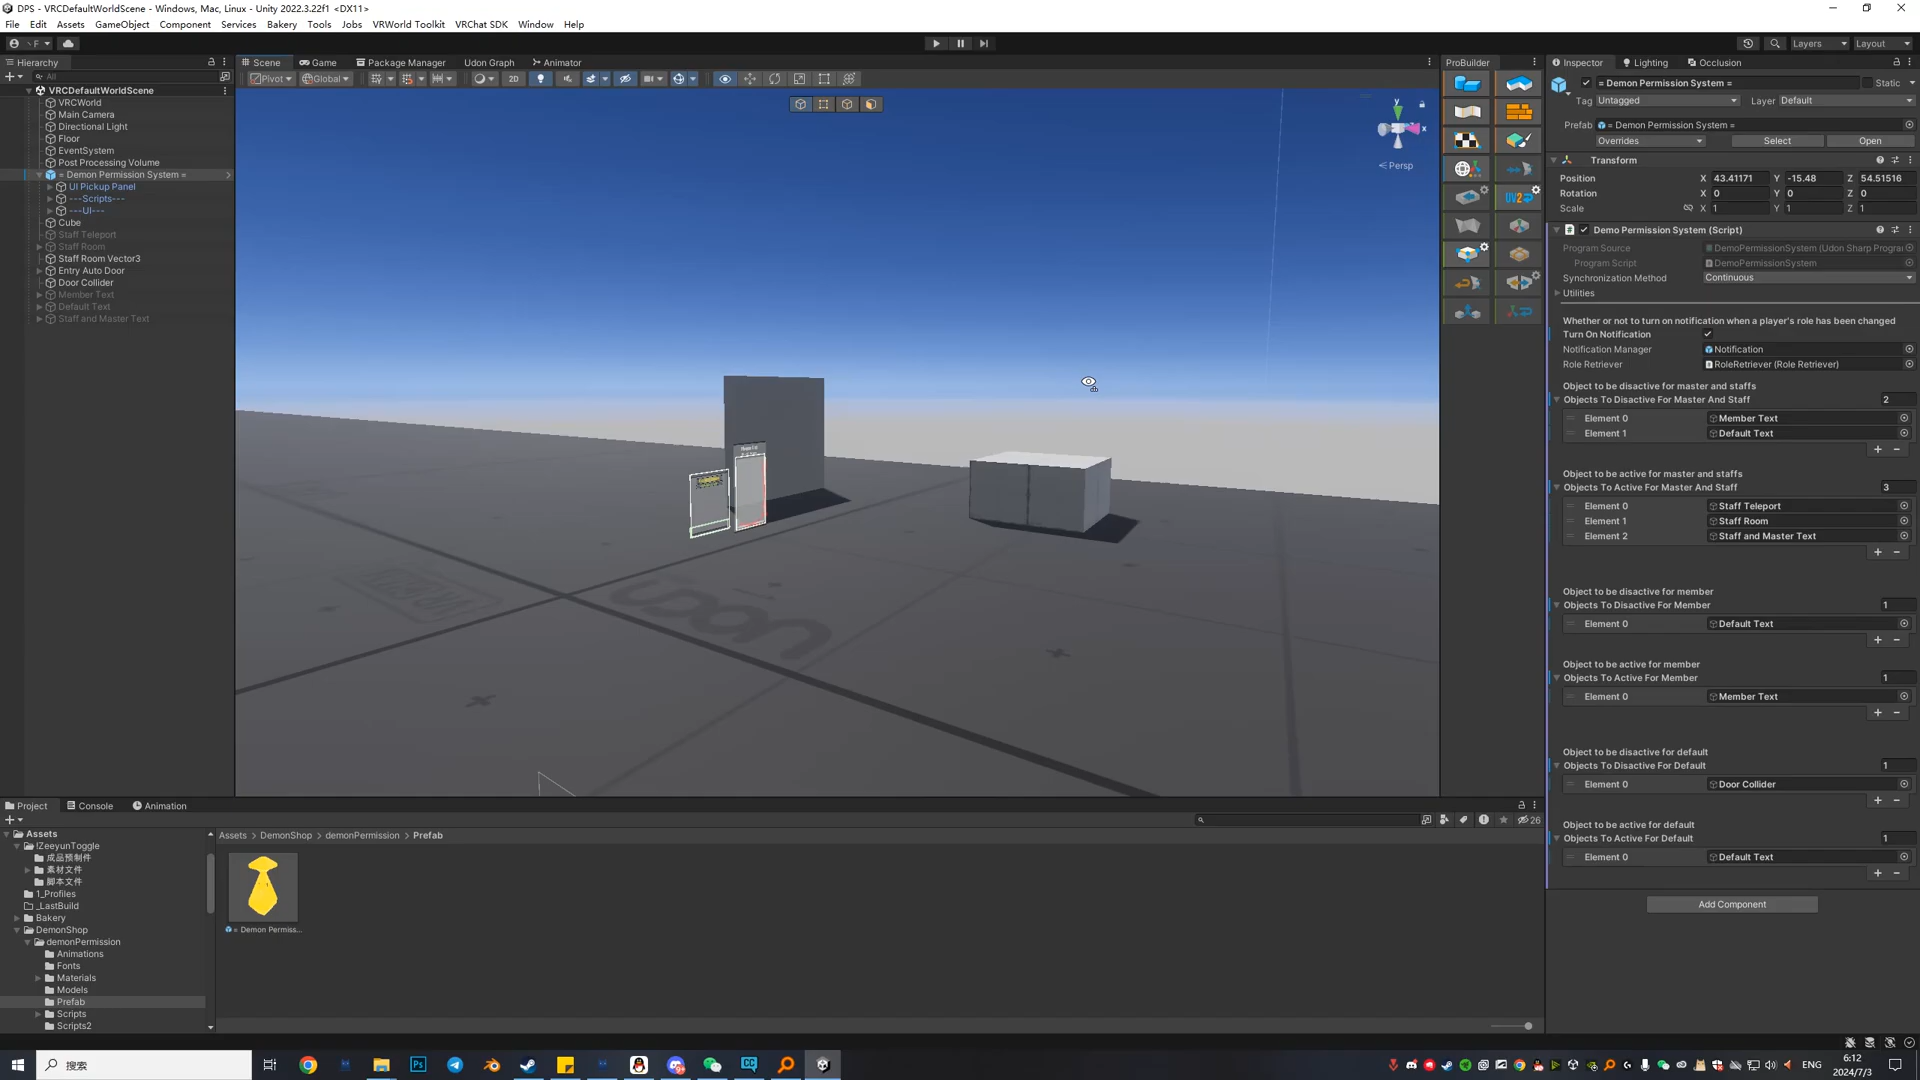 DPS - VRCDefaultWorldScene - Windows, Mac, Linux - Unity 2022.3.22f1 <DX11>
File Edit Assets GameObject Component Services Bakery Tools Jobs VRWorld Toolkit VRChat SDK Window Help
F
Layers Layout
Hierarchy
All
VRCDefaultWorldScene
VRCWorld
Main Camera
Directional Light
Floor
EventSystem
Post Processing Volume
= Demon Permission System =
UI Pickup Panel
---Scripts---
---UI---
Cube
Staff Teleport
Staff Room
Staff Room Vector3
Entry Auto Door
Door Collider
Member Text
Default Text
Staff and Master Text
Scene Game Package Manager Udon Graph Animator
Pivot Global 2D
y
x
Persp
udon
ProBuilder
UV2
Inspector Lighting Occlusion
= Demon Permission System = Static
Tag Untagged Layer Default
Prefab = Demon Permission System =
Overrides Select Open
Transform
Position X 43.41171 Y -15.48 Z 54.51516
Rotation X 0 Y 0 Z 0
Scale X 1 Y 1 Z 1
Demo Permission System (Script)
Program Source DemoPermissionSystem (Udon Sharp Progra
Program Script DemoPermissionSystem
Synchronization Method Continuous
Utilities
Whether or not to turn on notification when a player's role has been changed
Turn On Notification
Notification Manager Notification
Role Retriever RoleRetriever (Role Retriever)
Object to be disactive for master and staffs
Objects To Disactive For Master And Staff 2
Element 0 Member Text
Element 1 Default Text
Object to be active for master and staffs
Objects To Active For Master And Staff 3
Element 0 Staff Teleport
Element 1 Staff Room
Element 2 Staff and Master Text
Object to be disactive for member
Objects To Disactive For Member 1
Element 0 Default Text
Object to be active for member
Objects To Active For Member 1
Element 0 Member Text
Object to be disactive for default
Objects To Disactive For Default 1
Element 0 Door Collider
Object to be active for default
Objects To Active For Default 1
Element 0 Default Text
Add Component
Project Console Animation
26
Assets
!ZeeyunToggle
成品预制件
素材文件
脚本文件
1_Profiles
_LastBuild
Bakery
DemonShop
demonPermission
Animations
Fonts
Materials
Models
Prefab
Scripts
Scripts2
Assets > DemonShop > demonPermission > Prefab
= Demon Permiss...
搜索
Ps
CC
ENG
6:12
2024/7/3